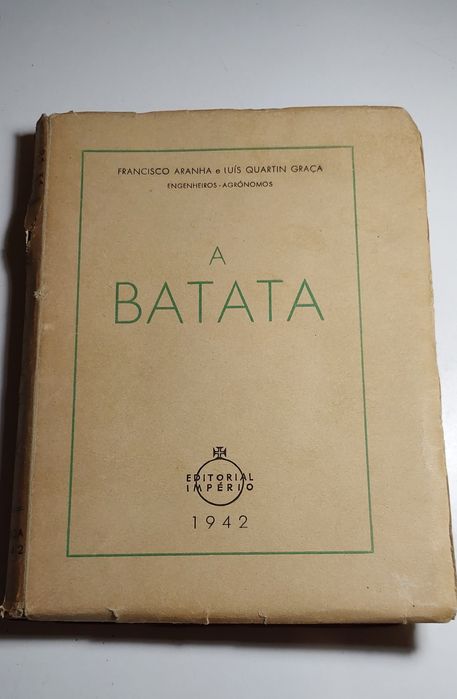 FRANCISCO ARANHA e LUÍS QUARTIN GRAÇA
ENGENHEIROS-AGRÓNOMOS
A
BATATA
EDITORIAL
IMPÉRIO
1942